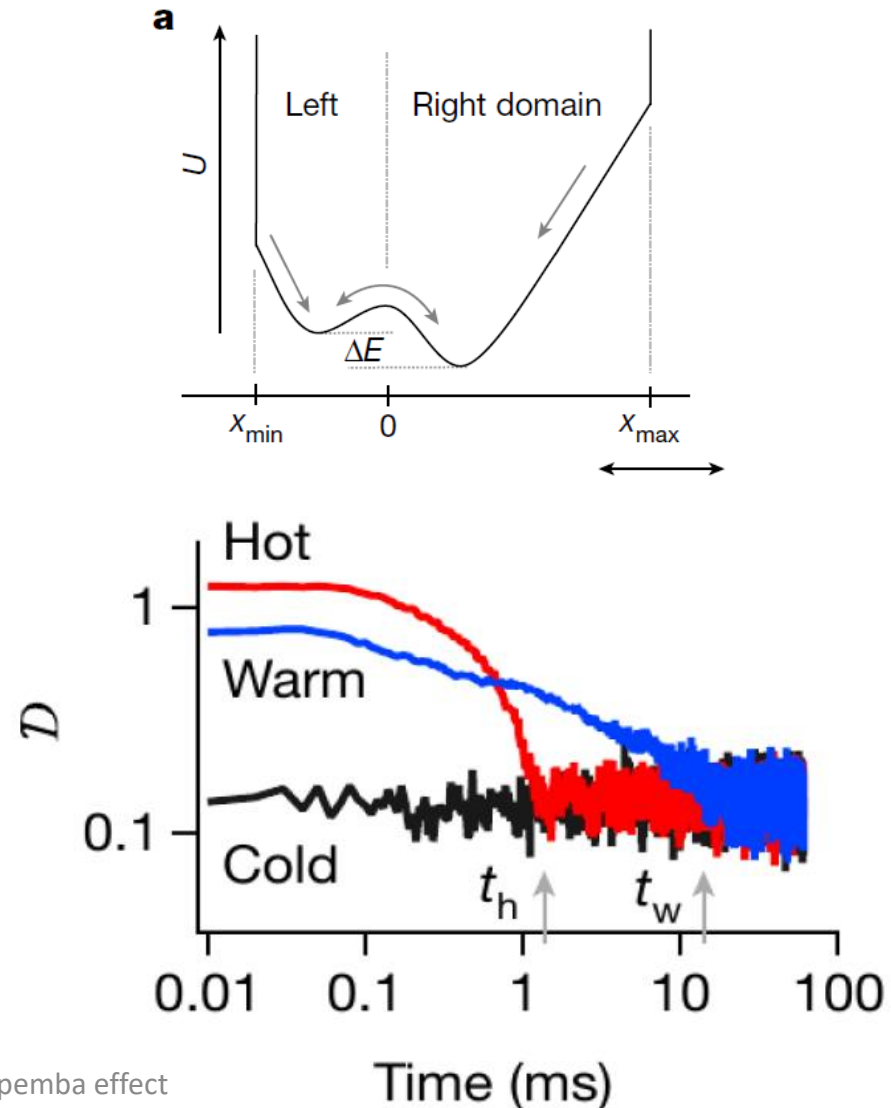 a
Left
Right domain
U
ΔE
x_min
0
x_max
Hot
1
Warm
D
0.1
Cold
t_h
t_w
0.01
0.1
1
10
100
pemba effect
Time (ms)